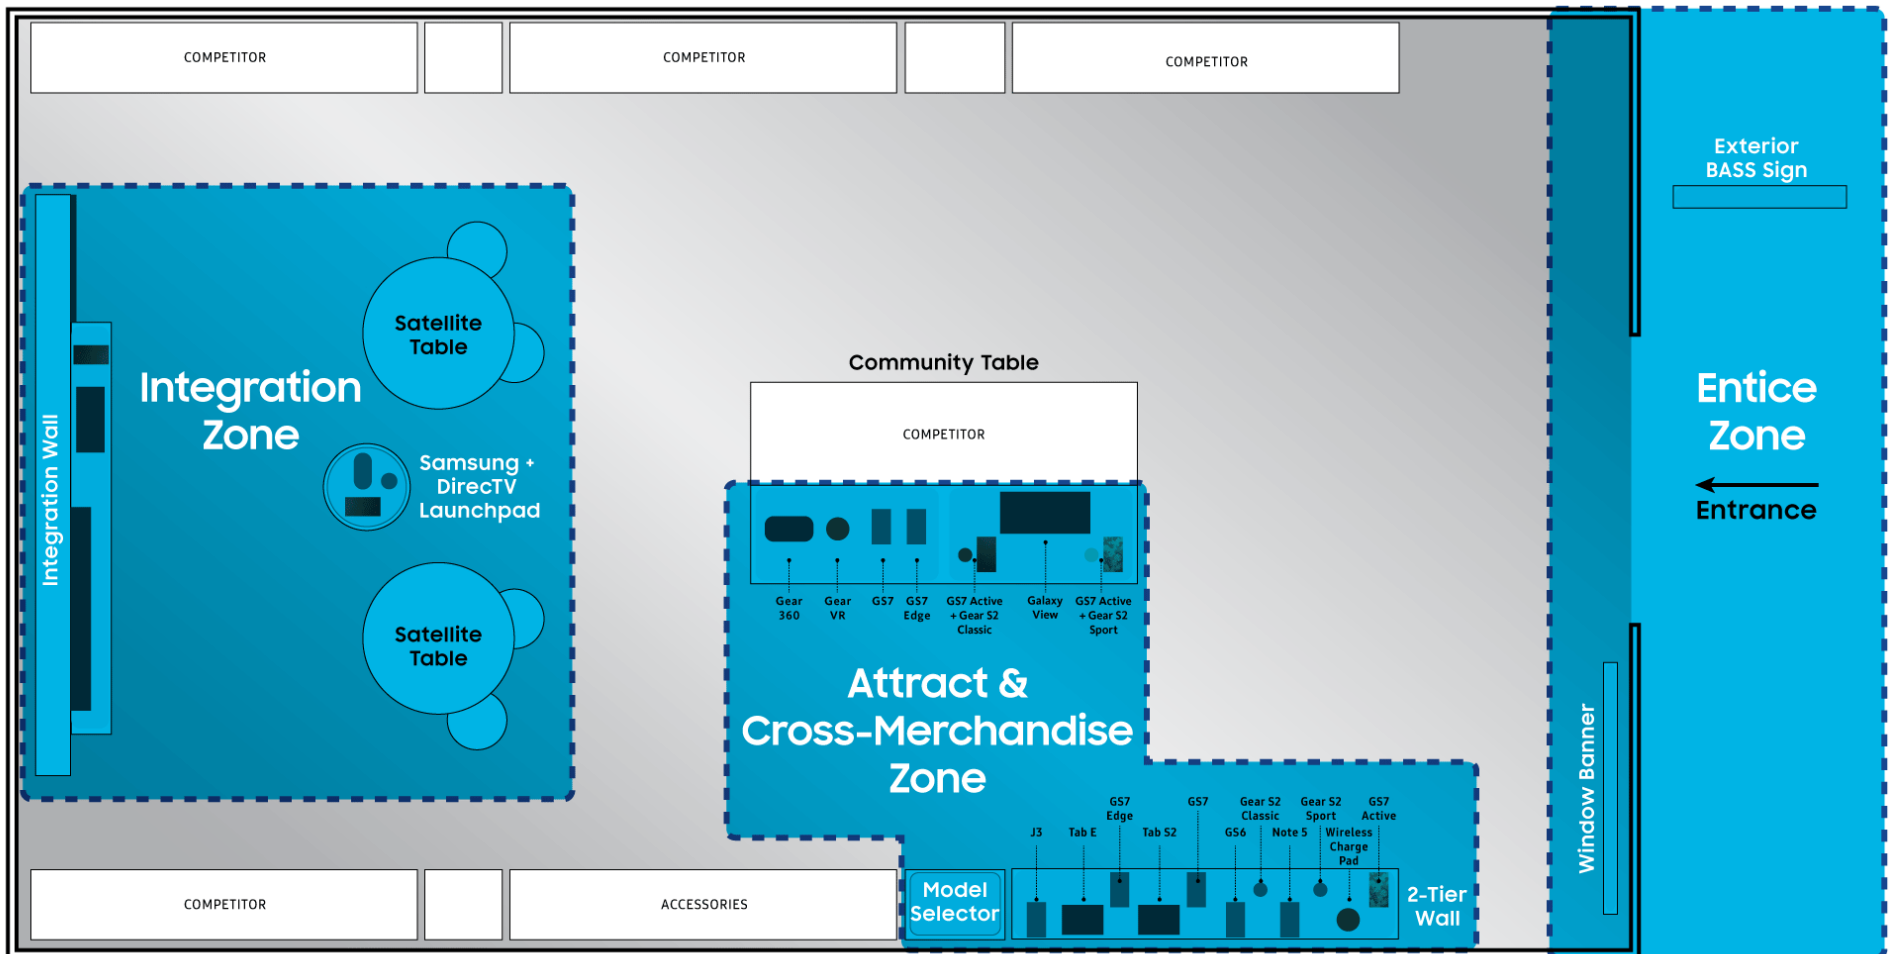 COMPETITOR
COMPETITOR
COMPETITOR
Exterior
BASS Sign
Integration Wall
Integration
Zone
Satellite
Table
Samsung +
DirecTV
Launchpad
Satellite
Table
Community Table
COMPETITOR
Gear
360
Gear
VR
GS7
GS7
Edge
GS7 Active
+ Gear S2
Classic
Galaxy
View
GS7 Active
+ Gear S2
Sport
Attract &
Cross-Merchandise
Zone
Entice
Zone
Entrance
Window Banner
J3
Tab E
GS7
Edge
Tab S2
GS7
GS6
Gear S2
Classic
Note 5
Gear S2
Sport
Wireless
Charge
Pad
GS7
Active
COMPETITOR
ACCESSORIES
Model
Selector
2-Tier
Wall